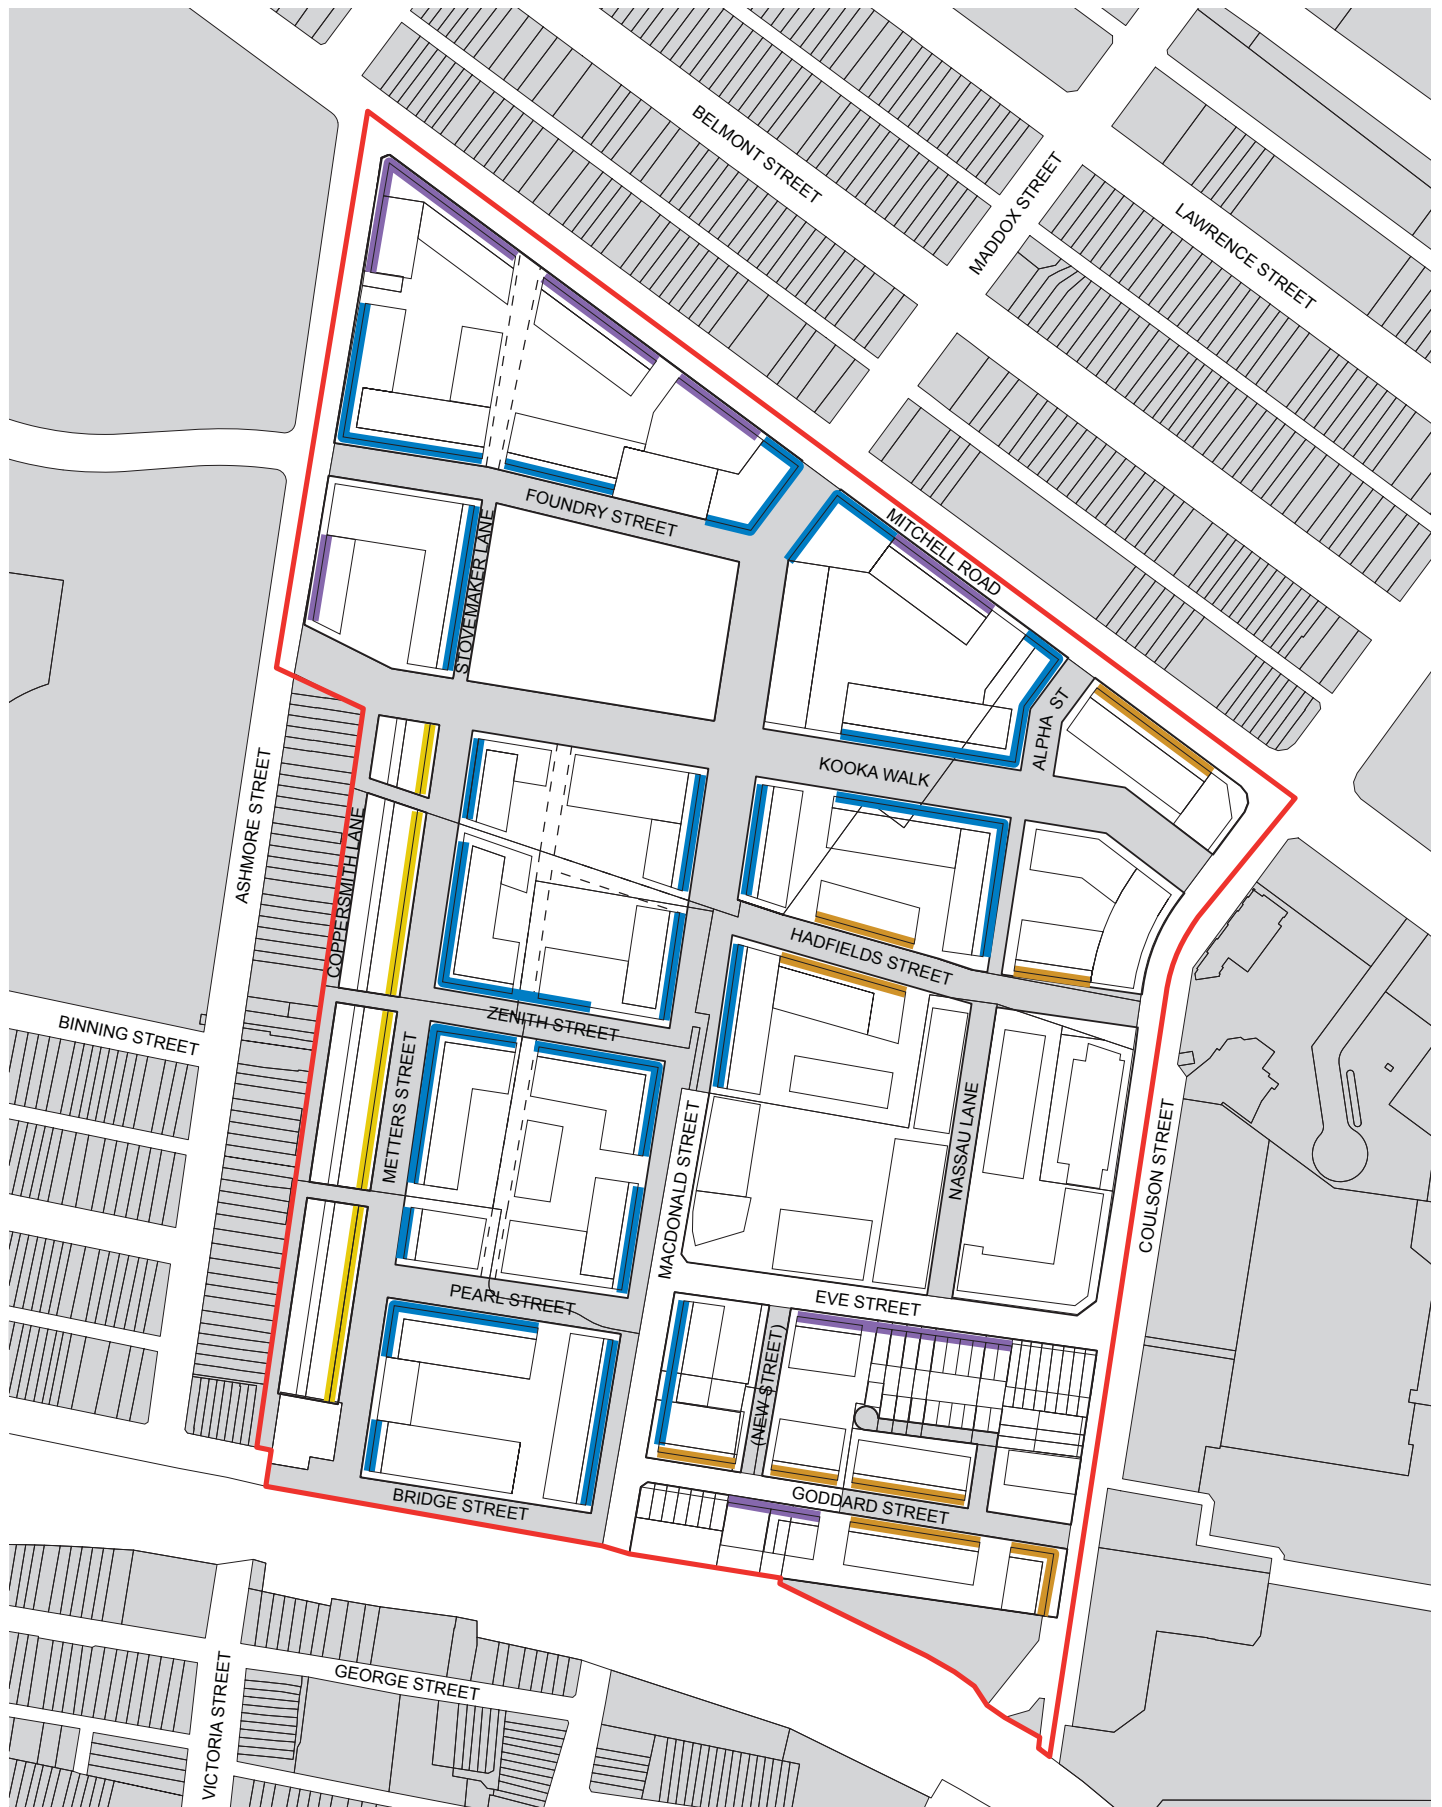 BELMONT STREET
MADDOX STREET
LAWRENCE STREET
FOUNDRY STREET
MITCHELL ROAD
STOVEMAKER LANE
ALPHA ST
KOOKA WALK
ASHMORE STREET
COPPERSMITH LANE
HADFIELDS STREET
ZENITH STREET
BINNING STREET
METTERS STREET
NASSAU LANE
MACDONALD STREET
COULSON STREET
PEARL STREET
EVE STREET
(NEW STREET)
BRIDGE STREET
GODDARD STREET
GEORGE STREET
VICTORIA STREET